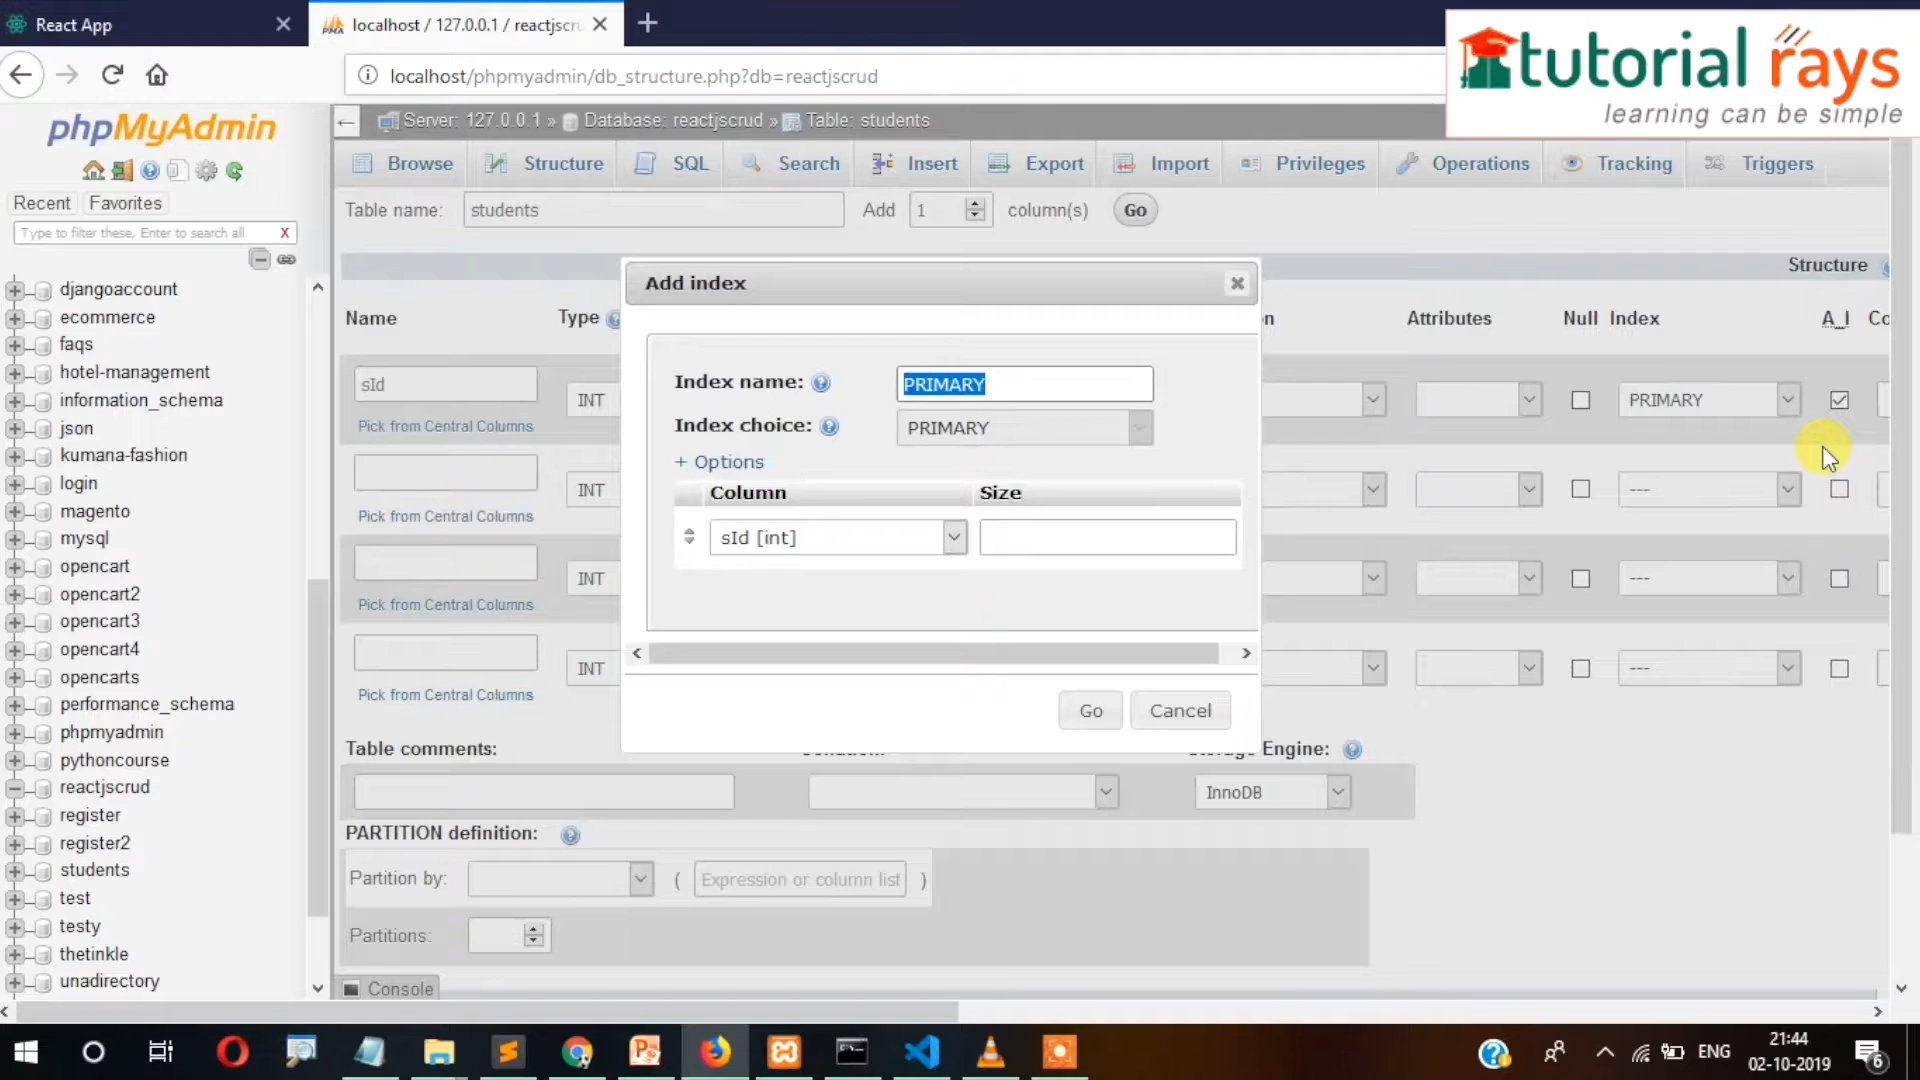 React App
localhost / 127.0.0.1 / reactjscru
localhost/phpmyadmin/db_structure.php?db=reactjscrud
tutorial rays
learning can be simple
phpMyAdmin
Recent Favorites
Type to filter these, Enter to search all X
djangoaccount
ecommerce
faqs
hotel-management
information_schema
json
kumana-fashion
login
magento
mysql
opencart
opencart2
opencart3
opencart4
opencarts
performance_schema
phpmyadmin
pythoncourse
reactjscrud
register
register2
students
test
testy
thetinkle
unadirectory
Server: 127.0.0.1 » Database: reactjscrud » Table: students
Browse Structure SQL Search Insert Export Import Privileges Operations Tracking Triggers
Table name: students Add 1 column(s) Go
Structure
Name Type n Attributes Null Index A_I Co
sId INT PRIMARY
Pick from Central Columns
INT ---
Pick from Central Columns
INT ---
Pick from Central Columns
INT ---
Pick from Central Columns
Add index
Index name: PRIMARY
Index choice: PRIMARY
+ Options
Column Size
sId [int]
Go Cancel
Table comments: Engine:
InnoDB
PARTITION definition:
Partition by: ( Expression or column list )
Partitions:
Console
ENG
21:44
02-10-2019
6